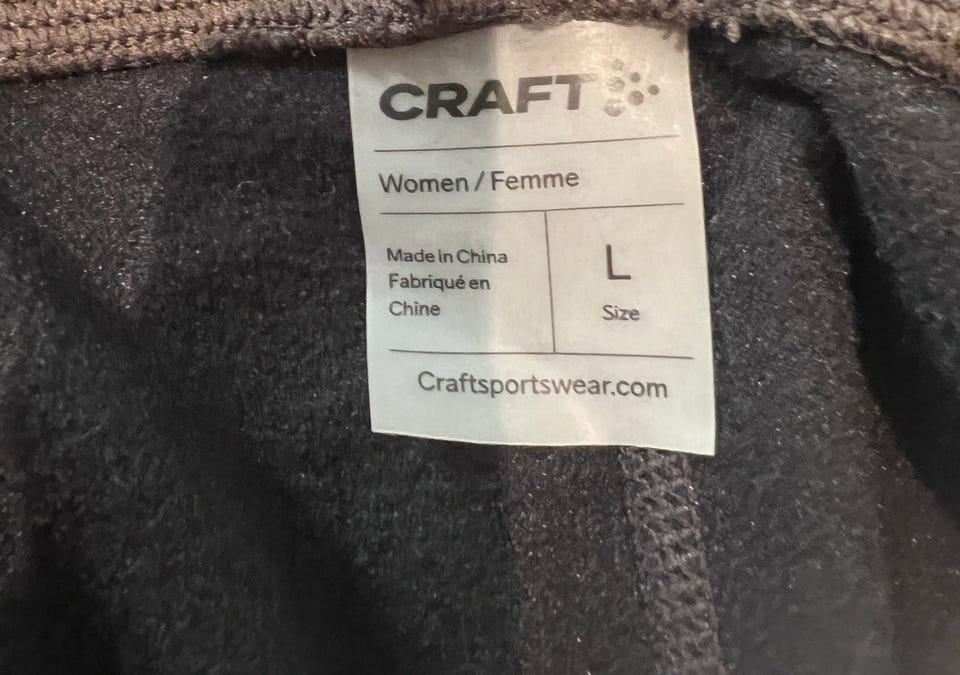 CRAFT
Women / Femme
Made in China
Fabriqué en
Chine
L
Size
Craftsportswear.com